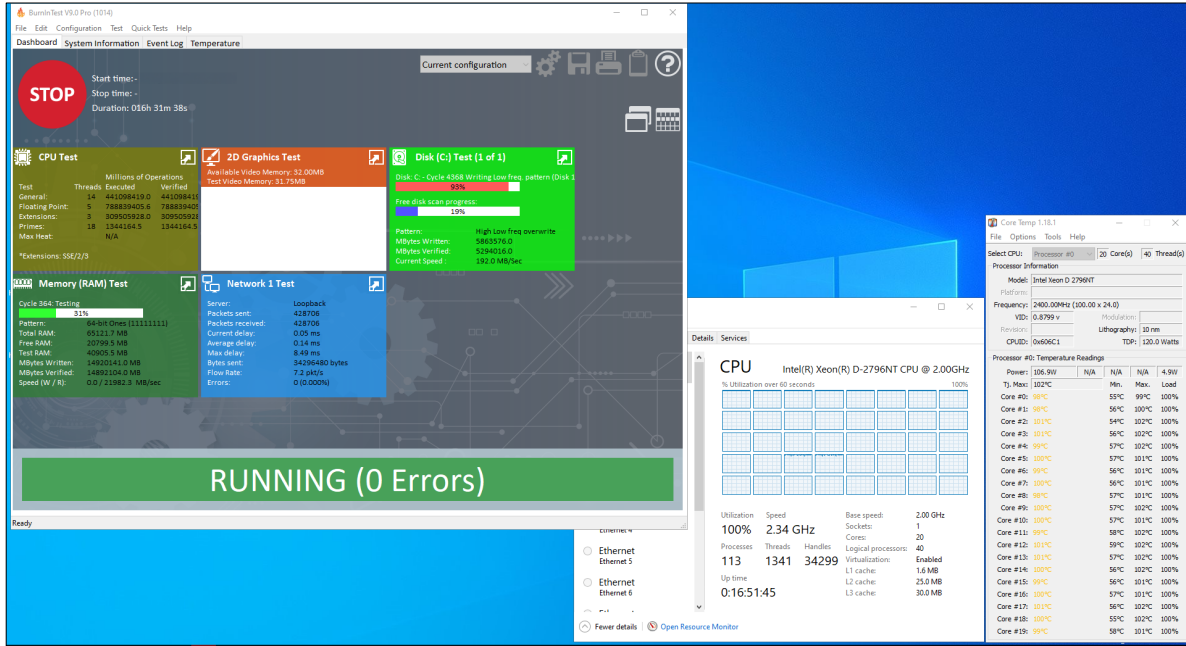 BurnInTest V9.0 Pro (1014)
File Edit Configuration Test Quick Tests Help
Dashboard System Information Event Log Temperature
STOP
Start time:-
Stop time: -
Duration: 016h 31m 38s
Current configuration
CPU Test
Millions of Operations
Test Threads Executed Verified
General: 14 441098419.0 441098419
Floating Point: 5 788839405.6 788839405
Extensions: 3 309505928.0 309505928
Primes: 18 1344164.5 1344164.5
Max Heat: N/A
*Extensions: SSE/2/3
2D Graphics Test
Available Video Memory: 32.00MB
Test Video Memory: 31.75MB
Disk (C:) Test (1 of 1)
Disk: C: - Cycle 4368 Writing Low freq. pattern (Disk 1
93%
Free disk scan progress:
19%
Pattern: High Low freq overwrite
MBytes Written: 5863576.0
MBytes Verified: 5294016.0
Current Speed : 192.0 MB/Sec
Memory (RAM) Test
Cycle 364: Testing
31%
Pattern: 64-bit Ones (11111111)
Total RAM: 65121.7 MB
Free RAM: 20799.5 MB
Test RAM: 40905.5 MB
MBytes Written: 14920141.0 MB
MBytes Verified: 14892104.0 MB
Speed (W / R): 0.0 / 21982.3 MB/sec
Network 1 Test
Server: Loopback
Packets sent: 428706
Packets received: 428706
Current delay: 0.05 ms
Average delay: 0.14 ms
Max delay: 8.49 ms
Bytes sent: 34296480 bytes
Flow Rate: 7.2 pkt/s
Errors: 0 (0.000%)
RUNNING (0 Errors)
Ready
Details Services
CPU Intel(R) Xeon(R) D-2796NT CPU @ 2.00GHz
% Utilization over 60 seconds 100%
Utilization Speed
100% 2.34 GHz
Processes Threads Handles
113 1341 34299
Up time
0:16:51:45
Base speed: 2.00 GHz
Sockets: 1
Cores: 20
Logical processors: 40
Virtualization: Enabled
L1 cache: 1.6 MB
L2 cache: 25.0 MB
L3 cache: 30.0 MB
Ethernet 4
Ethernet
Ethernet 5
Ethernet
Ethernet 6
Fewer details Open Resource Monitor
Core Temp 1.18.1
File Options Tools Help
Select CPU: Processor #0 20 Core(s) 40 Thread(s)
Processor Information
Model: Intel Xeon D 2796NT
Platform:
Frequency: 2400.00MHz (100.00 x 24.0)
VID: 0.8799 v Modulation:
Revision: Lithography: 10 nm
CPUID: 0x606C1 TDP: 120.0 Watts
Processor #0: Temperature Readings
Power: 106.9W N/A N/A N/A 4.9W
Tj. Max: 102°C Min. Max. Load
Core #0: 98°C 55°C 99°C 100%
Core #1: 98°C 56°C 100°C 100%
Core #2: 101°C 54°C 102°C 100%
Core #3: 101°C 56°C 102°C 100%
Core #4: 99°C 57°C 102°C 100%
Core #5: 100°C 57°C 101°C 100%
Core #6: 99°C 56°C 101°C 100%
Core #7: 100°C 56°C 101°C 100%
Core #8: 98°C 57°C 101°C 100%
Core #9: 100°C 57°C 102°C 100%
Core #10: 100°C 57°C 101°C 100%
Core #11: 99°C 58°C 102°C 100%
Core #12: 101°C 59°C 102°C 100%
Core #13: 101°C 57°C 101°C 100%
Core #14: 100°C 56°C 102°C 100%
Core #15: 99°C 56°C 101°C 100%
Core #16: 100°C 57°C 101°C 100%
Core #17: 101°C 56°C 102°C 100%
Core #18: 100°C 55°C 102°C 100%
Core #19: 99°C 58°C 101°C 100%